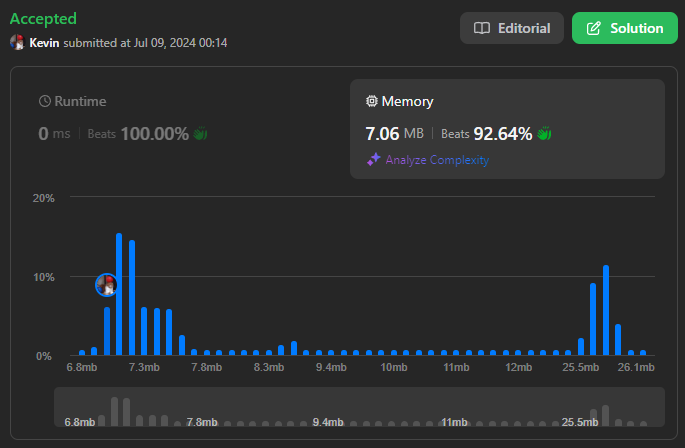 Accepted
Editorial
Solution
Kevin submitted at Jul 09, 2024 00:14
Runtime
0 ms | Beats 100.00%
Memory
7.06 MB | Beats 92.64%
Analyze Complexity
20%
10%
0%
6.8mb 7.3mb 7.8mb 8.3mb 9.4mb 10mb 11mb 12mb 25.5mb 26.1mb
6.8mb 7.8mb 9.4mb 11mb 25.5mb